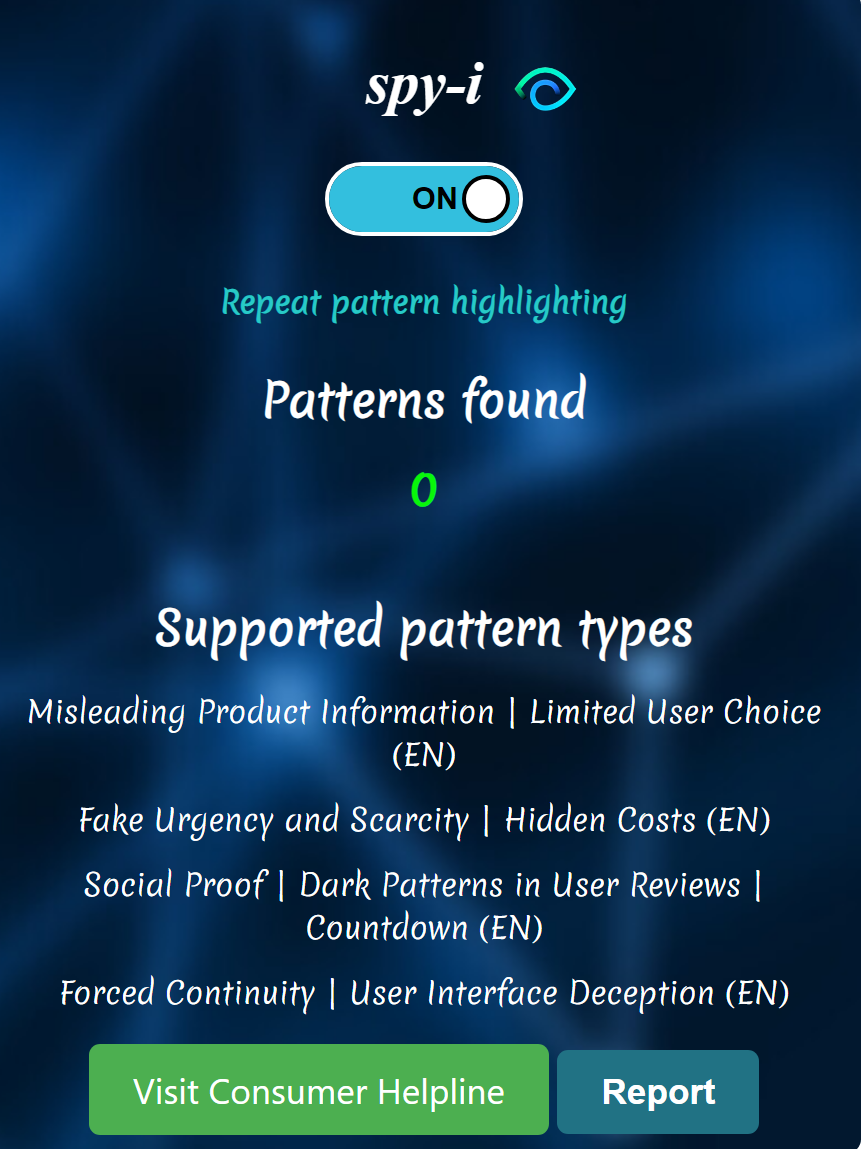 spy-i
ON
Repeat pattern highlighting
Patterns found
0
Supported pattern types
Misleading Product Information | Limited User Choice
(EN)
Fake Urgency and Scarcity | Hidden Costs (EN)
Social Proof | Dark Patterns in User Reviews |
Countdown (EN)
Forced Continuity | User Interface Deception (EN)
Visit Consumer Helpline
Report